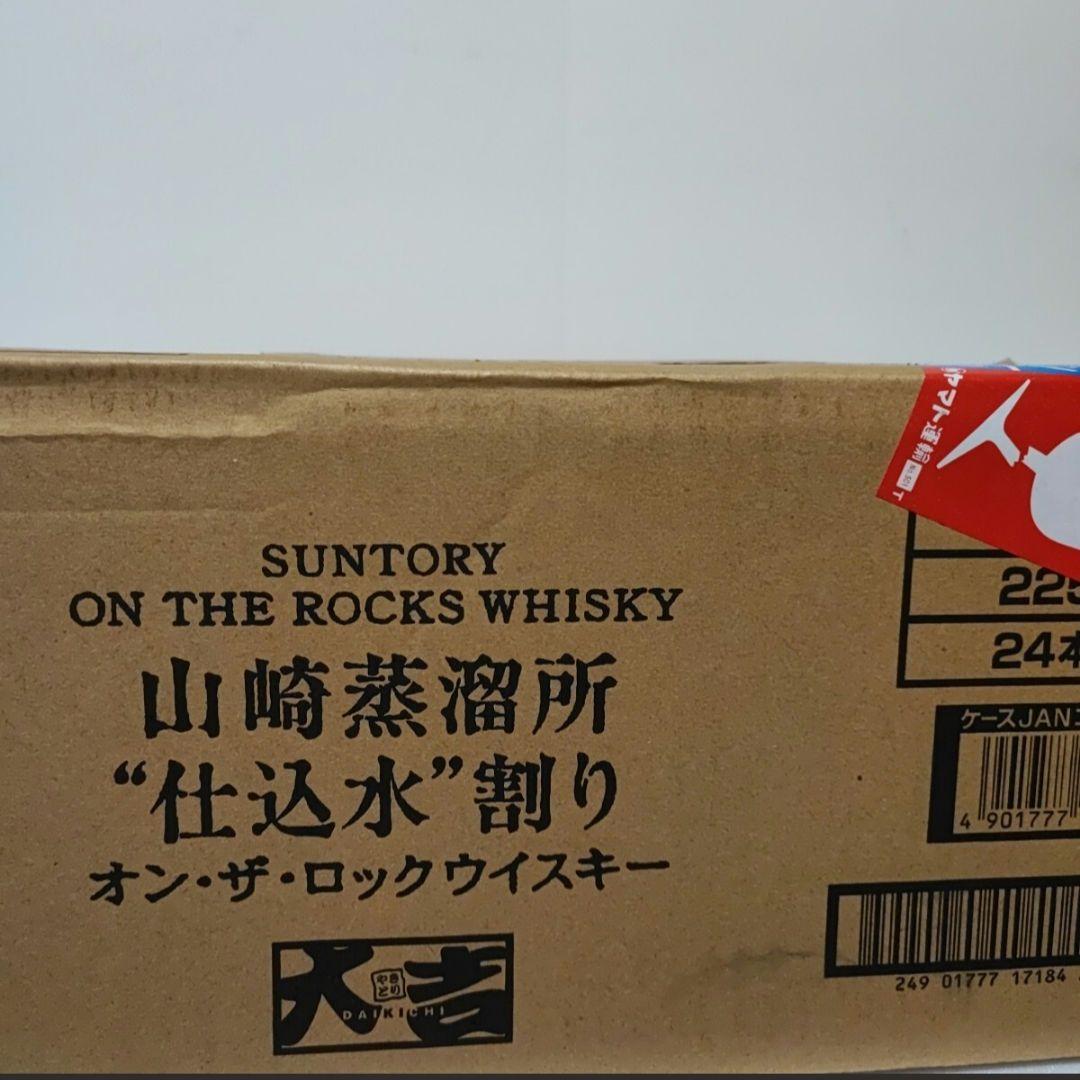 ヤマト運輸
SUNTORY
ON THE ROCKS WHISKY
山崎蒸溜所
“仕込水”割り
オン・ザ・ロックウイスキー
大吉
やきとり
DAIKICHI
225
24本
ケースJAN
4 901777
249 01777 17184